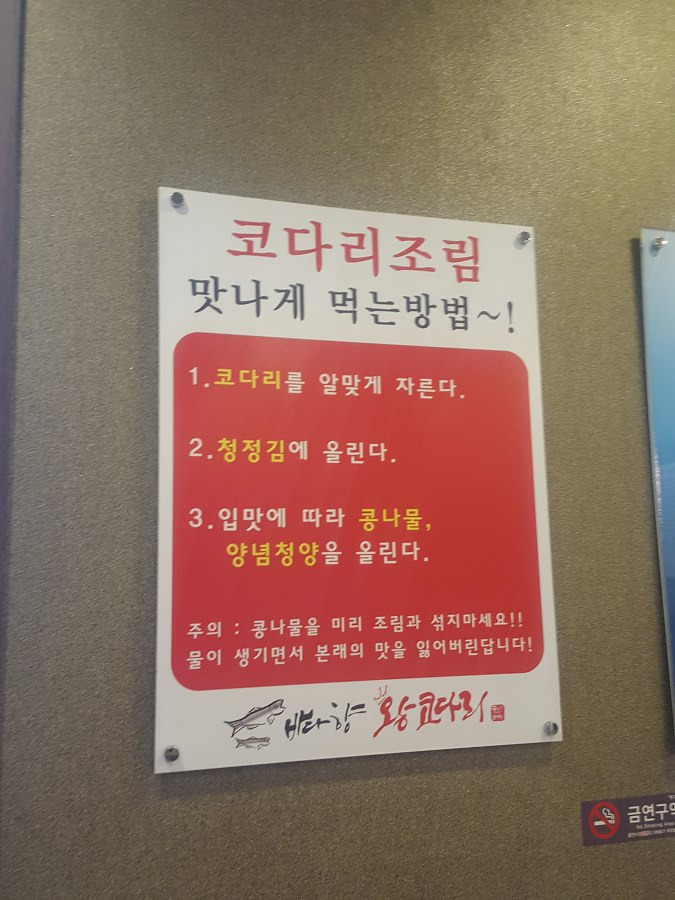 코다리조림
맛나게 먹는방법~!
1.코다리를 알맞게 자른다.
2.청정김에 올린다.
3.입맛에 따라 콩나물,
양념청양을 올린다.
주의 : 콩나물을 미리 조림과 섞지마세요!!
물이 생기면서 본래의 맛을 잃어버린답니다!
바다향 왕코다리
금연구역
No Smoking Area